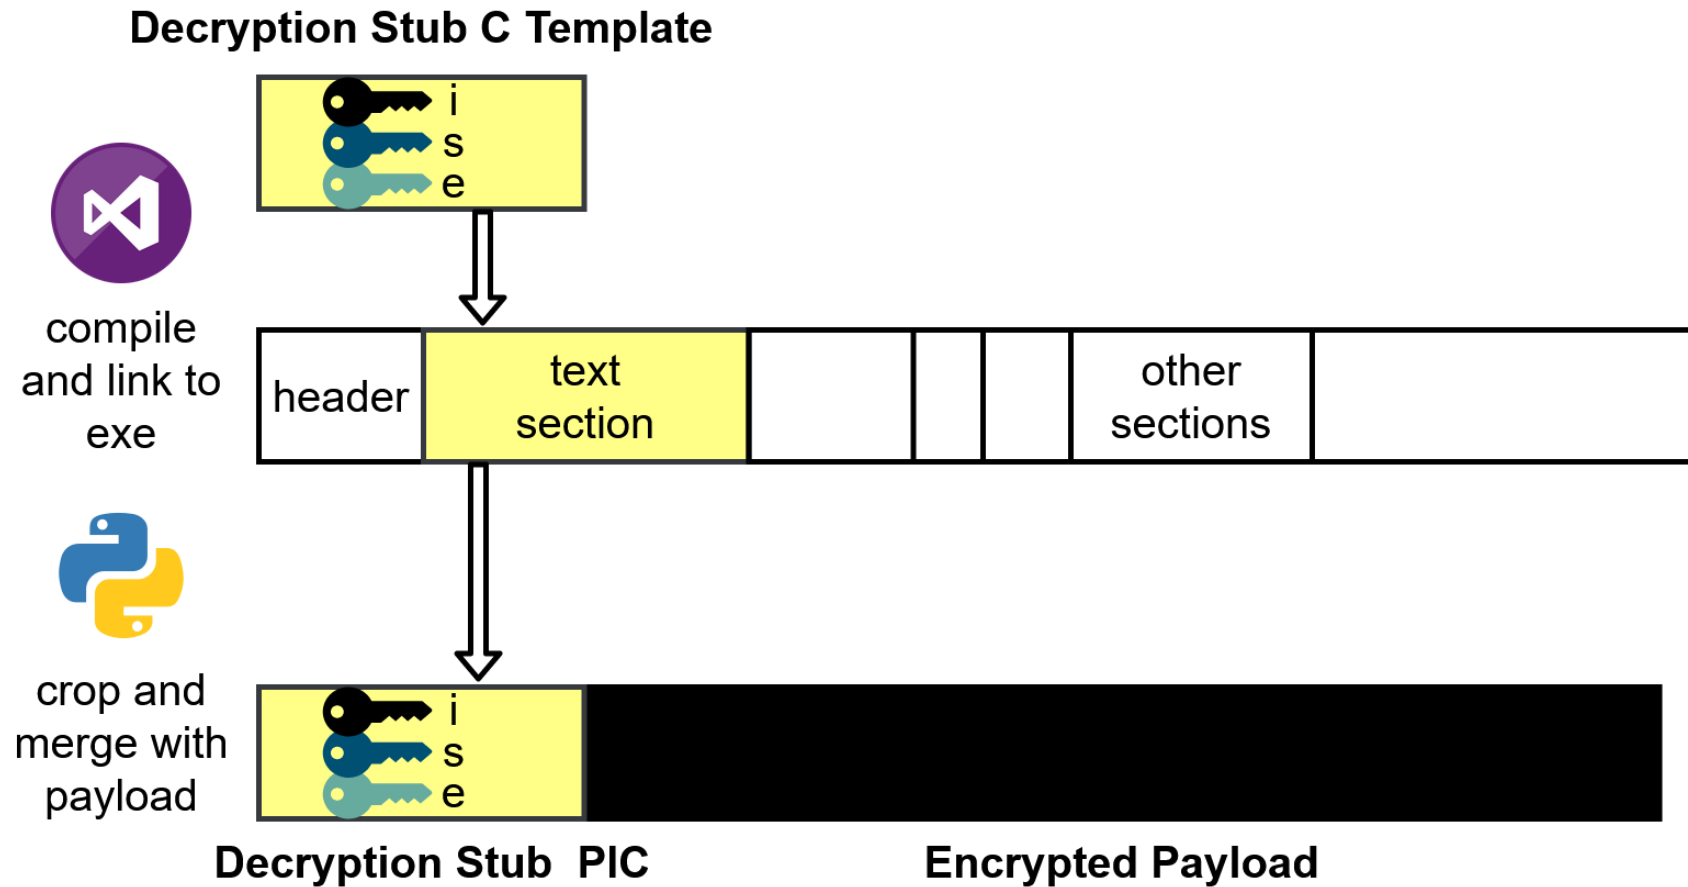 Decryption Stub C Template
i
s
e
compile
and link to
exe
header
text
section
other
sections
crop and
merge with
payload
i
s
e
Decryption Stub  PIC
Encrypted Payload